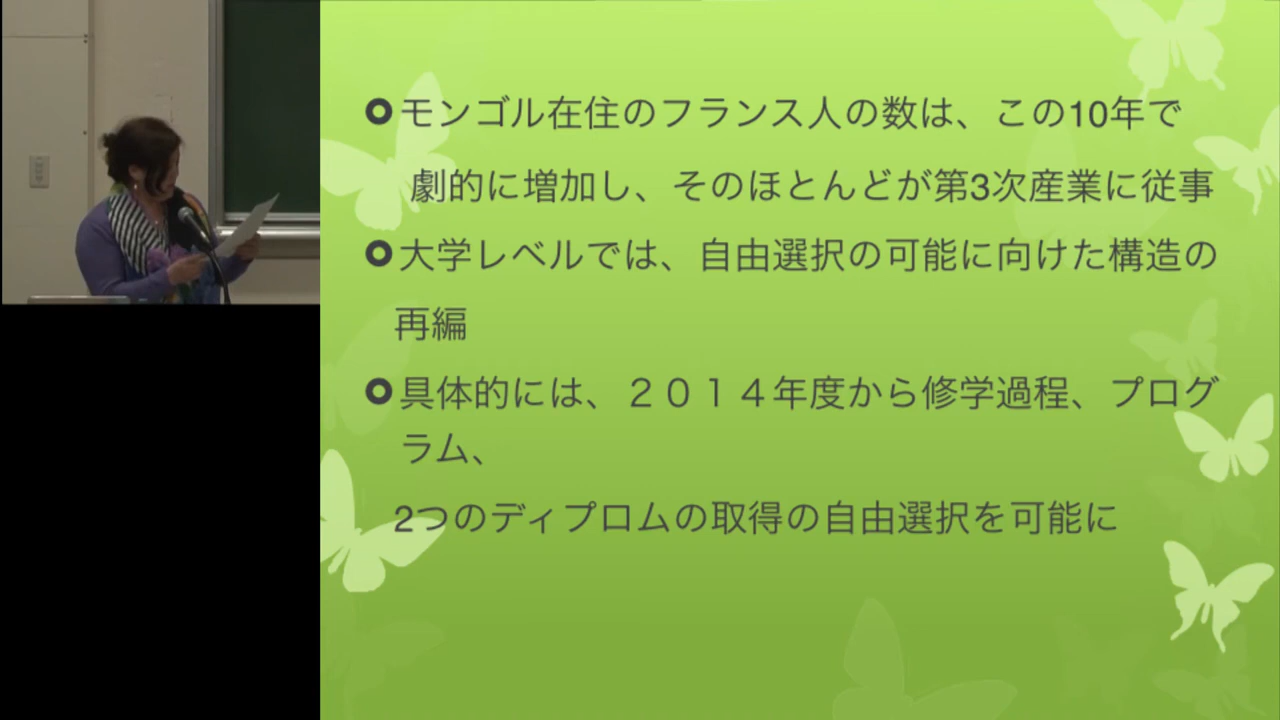 モンゴル在住のフランス人の数は、この10年で
劇的に増加し、そのほとんどが第3次産業に従事
大学レベルでは、自由選択の可能に向けた構造の
再編
具体的には、２０１４年度から修学過程、プログ
ラム、
2つのディプロムの取得の自由選択を可能に